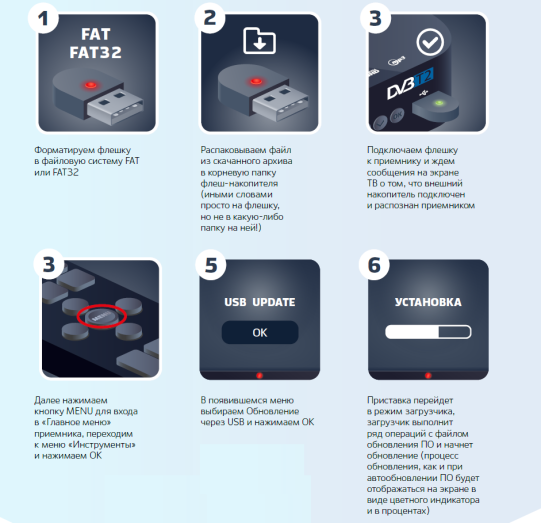 1
FAT
FAT32
Форматируем флешку
в файловую систему FAT
или FAT32
2
Распаковываем файл
из скачанного архива
в корневую папку
флеш-накопителя
(иными словами
просто на флешку,
но не в какую-либо
папку на ней!)
3
DVB T2
OK
Подключаем флешку
к приемнику и ждем
сообщения на экране
ТВ о том, что внешний
накопитель подключен
и распознан приемником
3
MENU
Далее нажимаем
кнопку MENU для входа
в «Главное меню»
приемника, переходим
к меню «Инструменты»
и нажимаем ОК
5
USB UPDATE
OK
В появившемся меню
выбираем Обновление
через USB и нажимаем ОК
6
УСТАНОВКА
Приставка перейдет
в режим загрузчика,
загрузчик выполнит
ряд операций с файлом
обновления ПО и начнет
обновление (процесс
обновления, как и при
автообновлении ПО будет
отображаться на экране в
виде цветного индикатора
и в процентах)